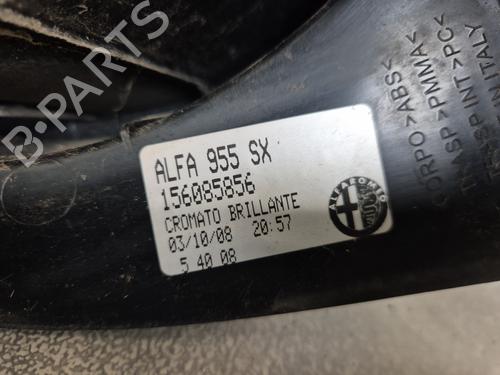 B-PARTS
ALFA 955 SX
156085856
CROMATO BRILLANTE
03/10/08 20:57
5 40 08
CORPO >ABS<
TRASP >PMMA<
TRASP.INT >PC<
IN ITALY